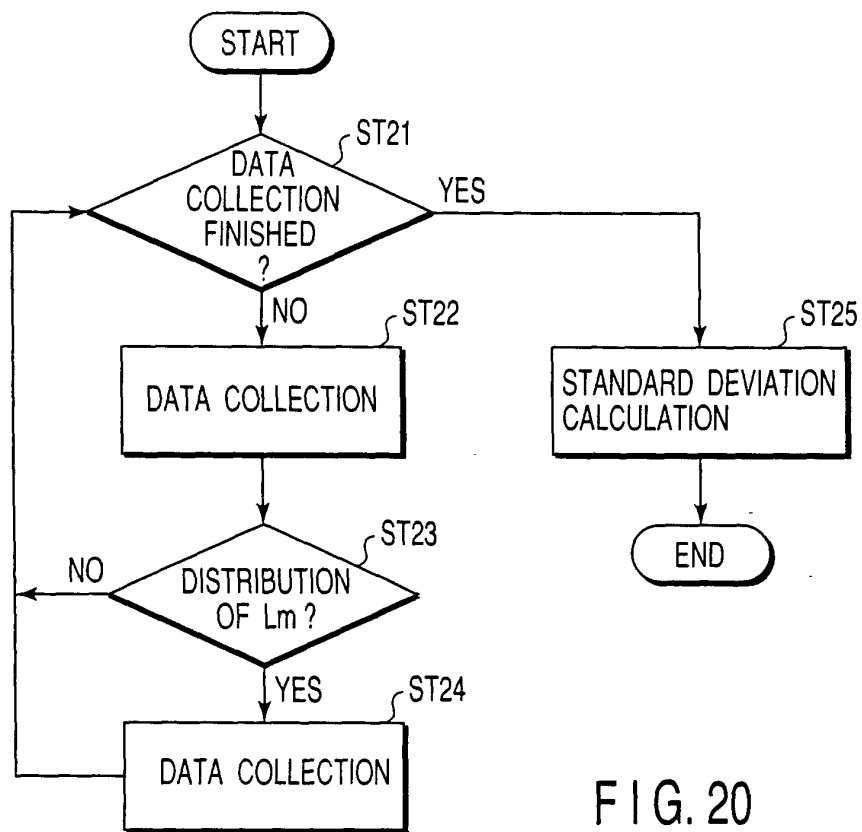 START
ST21
DATA
COLLECTION
FINISHED
?
YES
NO
ST22
DATA COLLECTION
ST25
STANDARD DEVIATION
CALCULATION
ST23
DISTRIBUTION
OF Lm ?
NO
END
YES
ST24
DATA COLLECTION
FIG. 20